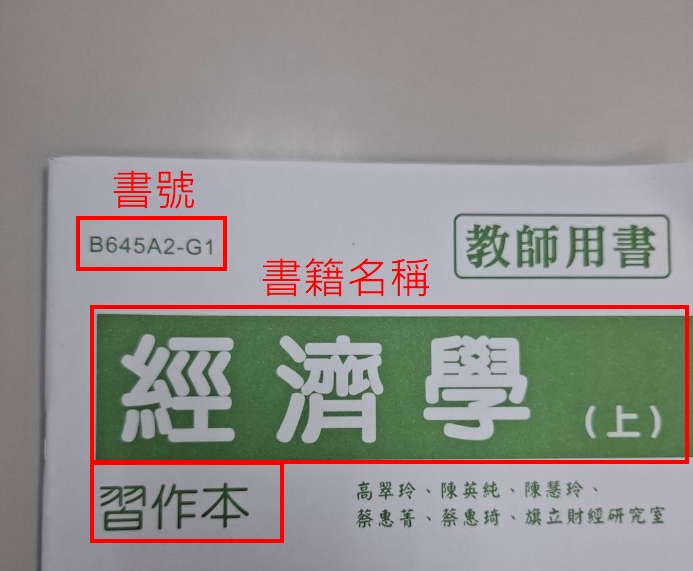 書號
B645A2-G1
教師用書
書籍名稱
經濟學(上)
習作本
高翠玲、陳英純、陳慧玲、
蔡惠菁、蔡惠琦、旗立財經研究室